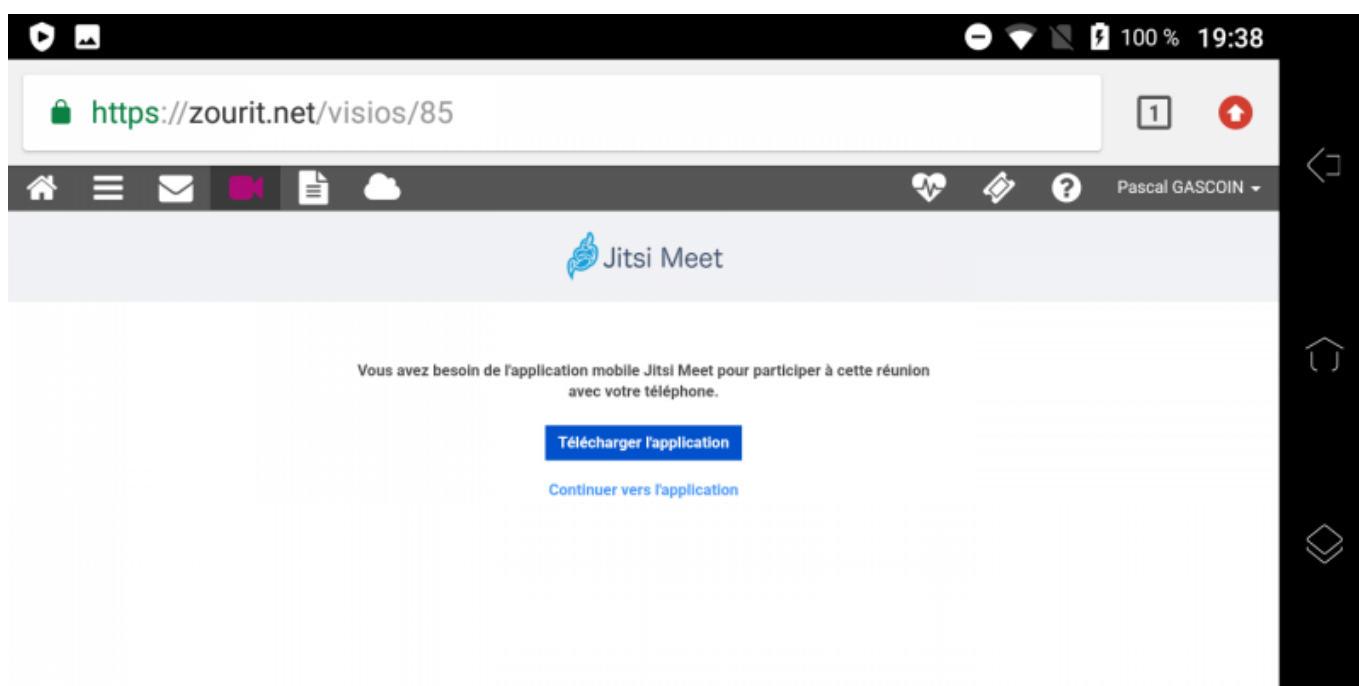 100 % 19:38
https://zourit.net/visios/85
1
Pascal GASCOIN
Jitsi Meet
Vous avez besoin de l'application mobile Jitsi Meet pour participer à cette réunion
avec votre téléphone.
Télécharger l'application
Continuer vers l'application